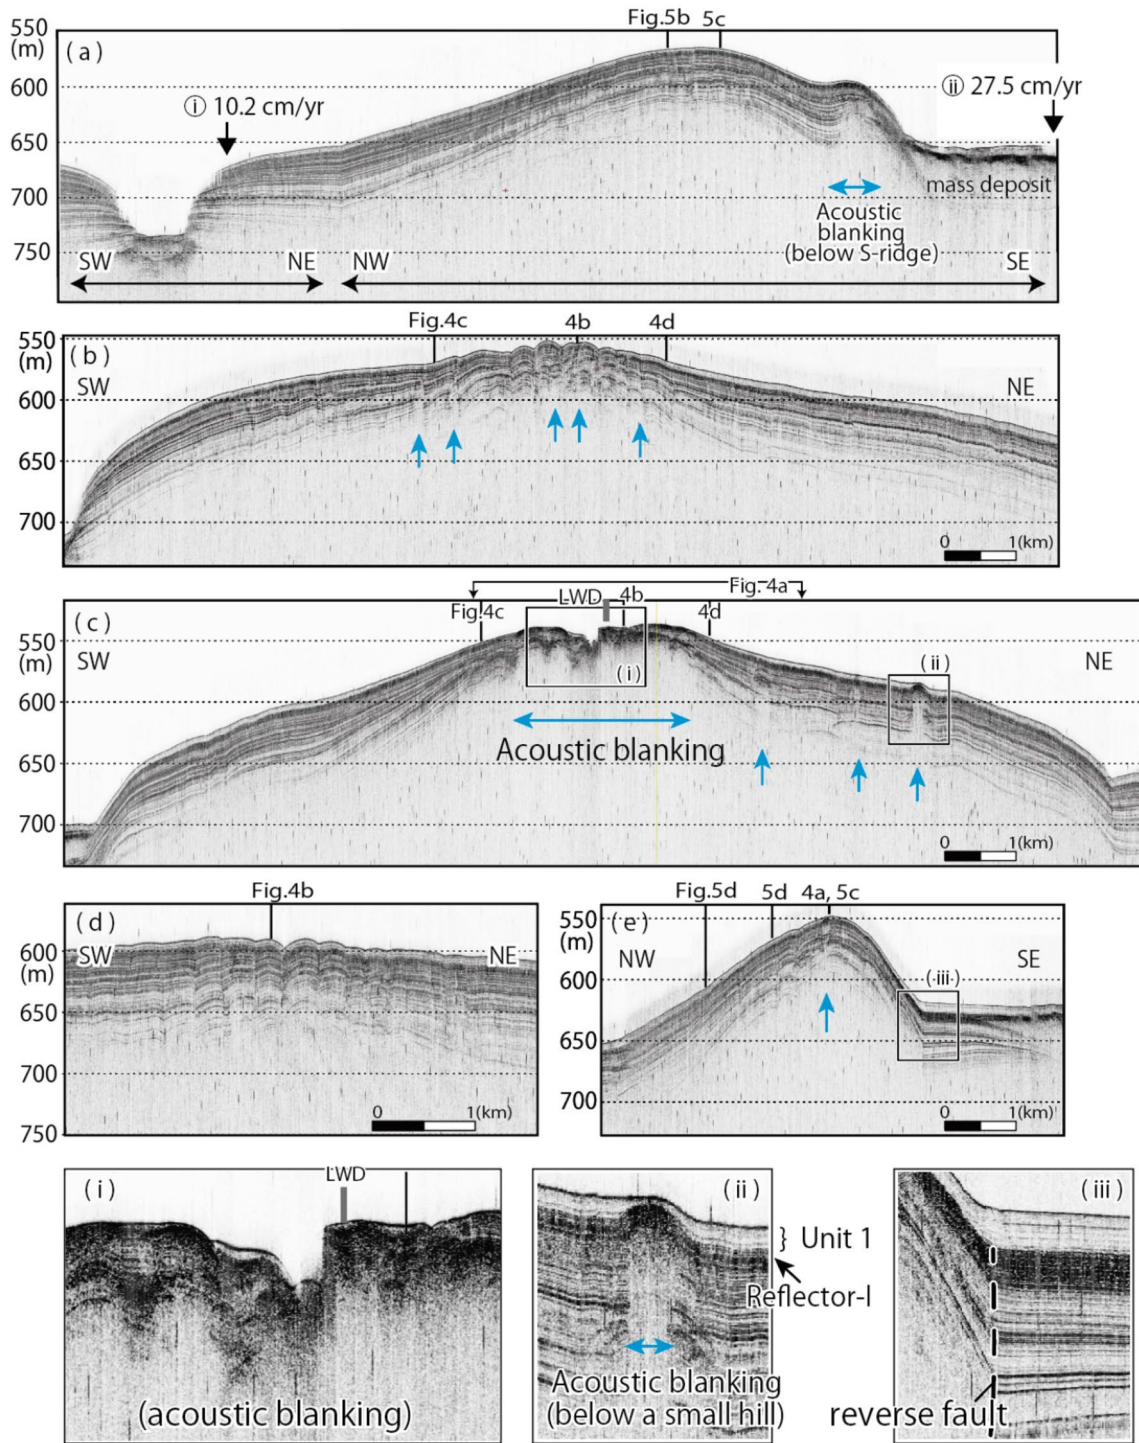 550
(m)
600
650
700
750
(a)
Fig.5b 5c
ⓘ 10.2 cm/yr
ⓘⓘ 27.5 cm/yr
mass deposit
Acoustic
blanking
(below S-ridge)
SW
NE
NW
SE
550
(m)
600
650
700
(b)
Fig.4c
4b
4d
SW
NE
0 1(km)
550
(m)
600
650
700
(c)
Fig. 4a
Fig.4c
LWD
4b
4d
SW
(i)
(ii)
NE
Acoustic blanking
0 1(km)
(d)
Fig.4b
600
(m)
650
700
750
SW
NE
0 1(km)
(e)
Fig.5d
5d
4a, 5c
550
(m)
600
650
700
NW
SE
(iii)
0 1(km)
(i)
LWD
(acoustic blanking)
(ii)
} Unit 1
Reflector-I
Acoustic blanking
(below a small hill)
(iii)
reverse fault